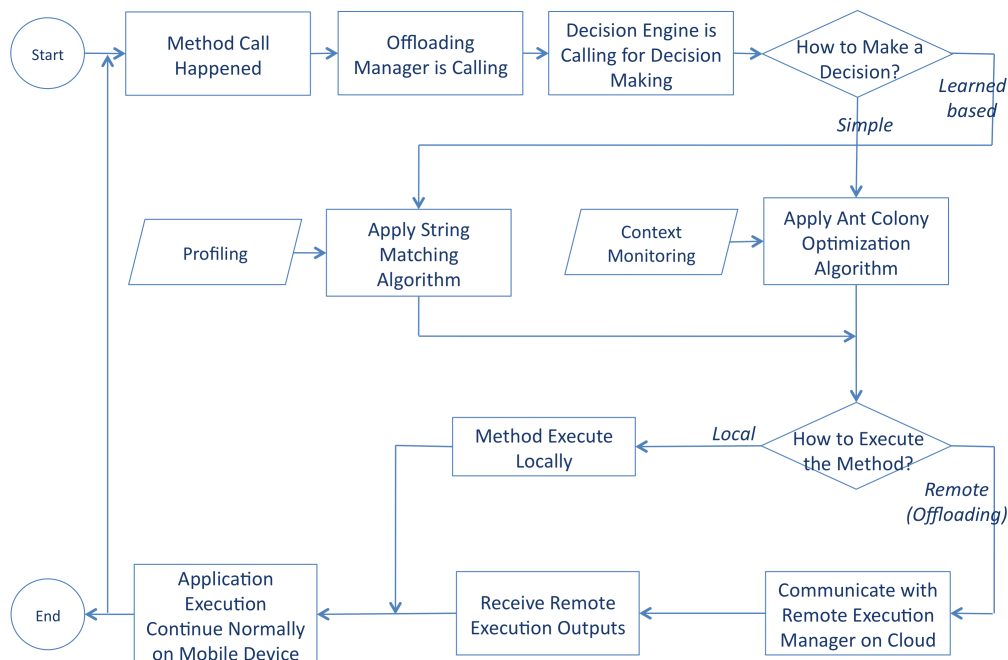 Start
Method Call
Happened
Offloading
Manager is Calling
Decision Engine is
Calling for Decision
Making
How to Make a
Decision?
Learned
based
Simple
Profiling
Apply String
Matching
Algorithm
Context
Monitoring
Apply Ant Colony
Optimization
Algorithm
Method Execute
Locally
Local
How to Execute
the Method?
Remote
(Offloading)
End
Application
Execution
Continue Normally
on Mobile Device
Receive Remote
Execution Outputs
Communicate with
Remote Execution
Manager on Cloud